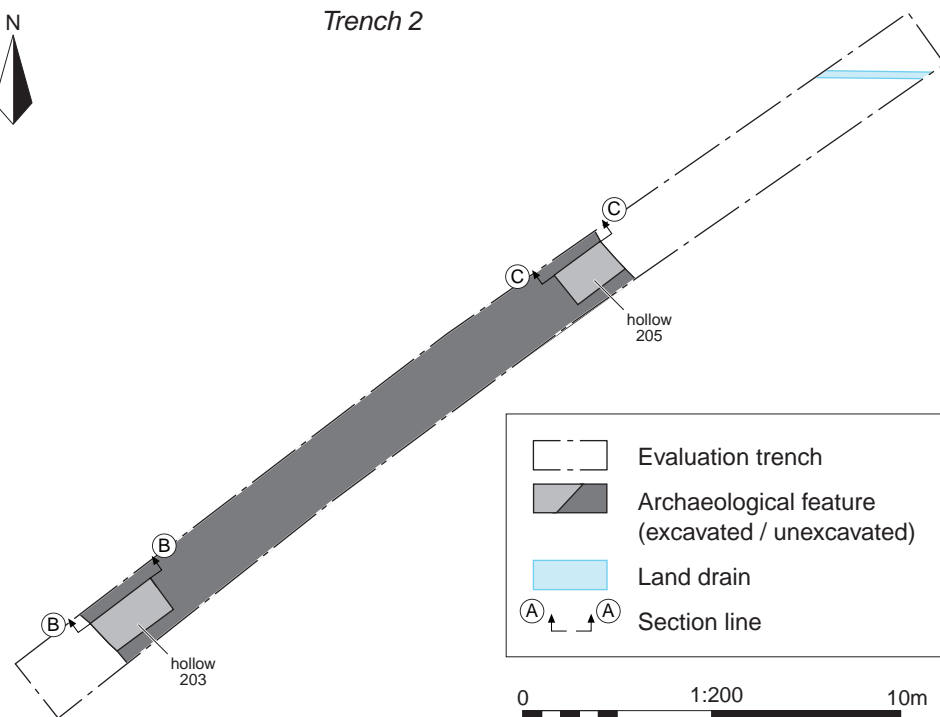 N
Trench 2
C
C
hollow
205
B
B
hollow
203
Evaluation trench
Archaeological feature
(excavated / unexcavated)
Land drain
A A
Section line
0 1:200 10m